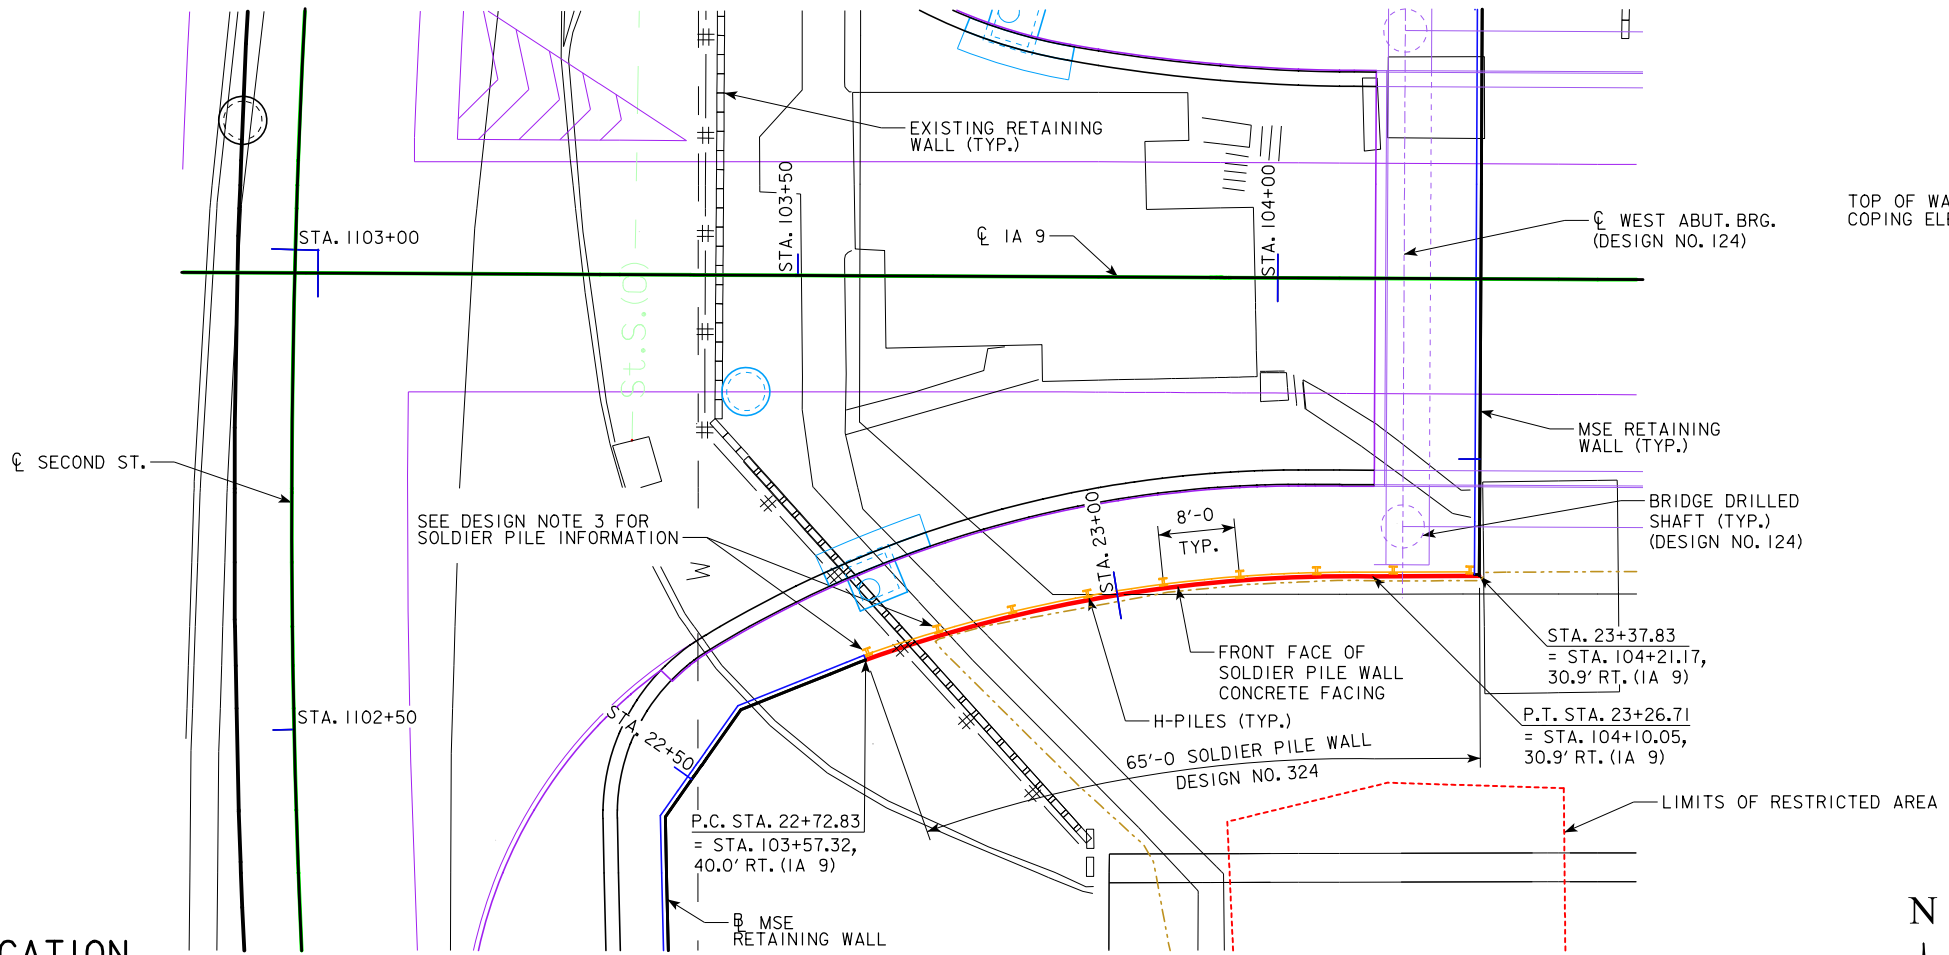 EXISTING RETAINING
WALL (TYP.)
STA. 103+50
STA. 104+00
℄ WEST ABUT. BRG.
(DESIGN NO. 124)
TOP OF WA
COPING ELE
STA. 1103+00
℄ IA 9
St.S.(O)
℄ SECOND ST.
MSE RETAINING
WALL (TYP.)
SEE DESIGN NOTE 3 FOR
SOLDIER PILE INFORMATION
W
STA. 23+00
8'-0
TYP.
BRIDGE DRILLED
SHAFT (TYP.)
(DESIGN NO. 124)
FRONT FACE OF
SOLDIER PILE WALL
CONCRETE FACING
H-PILES (TYP.)
STA. 23+37.83
= STA. 104+21.17,
30.9' RT. (IA 9)
STA. 1102+50
STA. 22+50
P.T. STA. 23+26.71
= STA. 104+10.05,
30.9' RT. (IA 9)
65'-0 SOLDIER PILE WALL
DESIGN NO. 324
P.C. STA. 22+72.83
= STA. 103+57.32,
40.0' RT. (IA 9)
LIMITS OF RESTRICTED AREA
B̵L MSE
RETAINING WALL
CATION
N